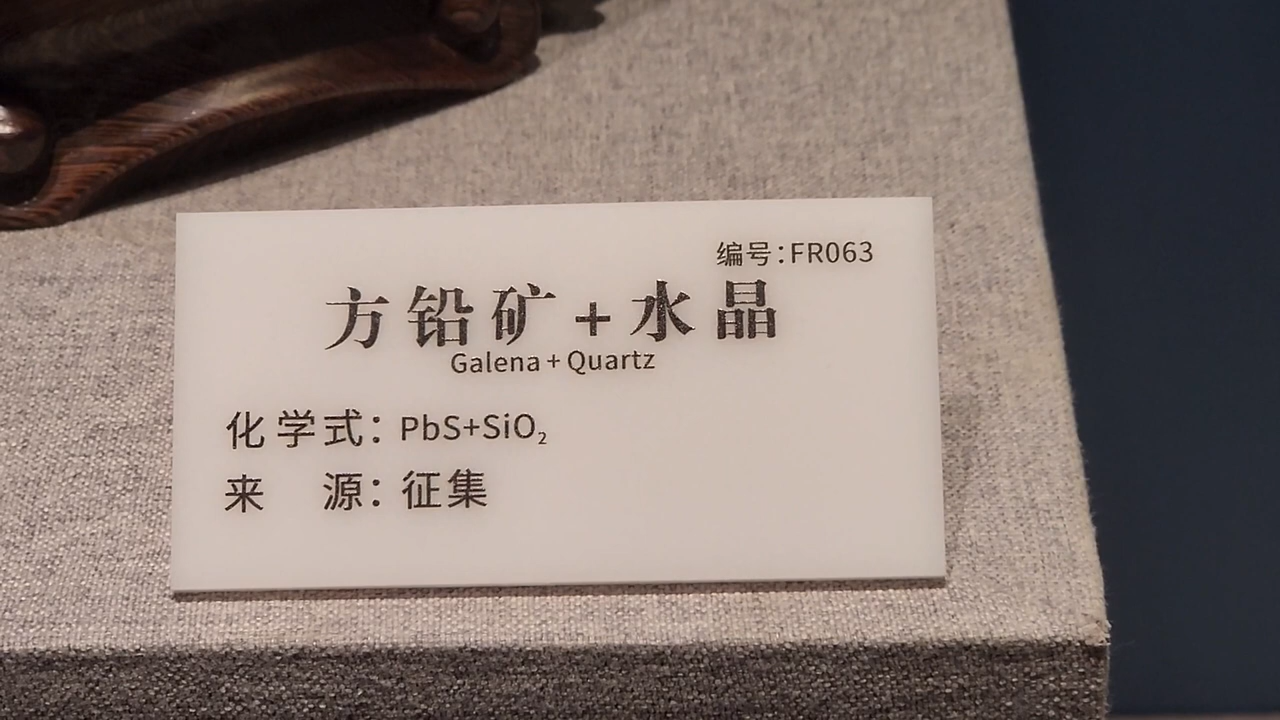 编号：FR063
方铅矿+水晶
Galena+Quartz
化学式：PbS+SiO₂
来 源：征集